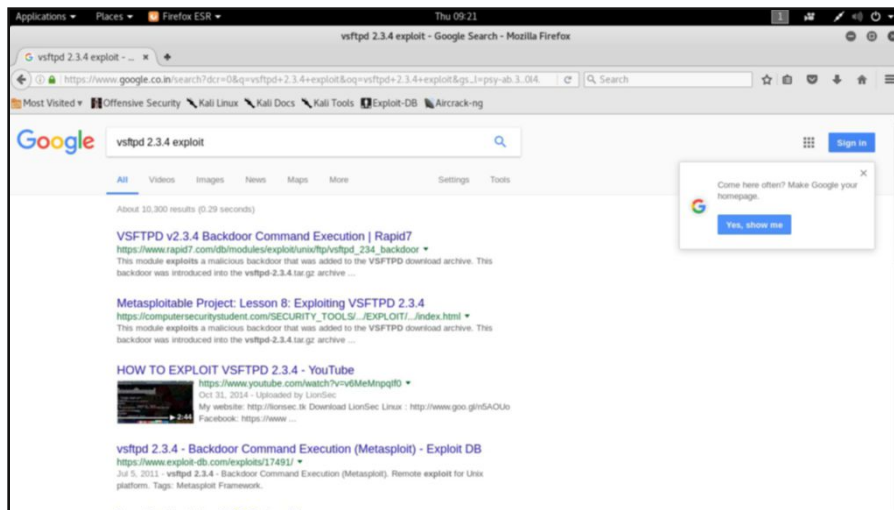 Applications Places Firefox ESR Thu 09:21 1
vsftpd 2.3.4 exploit - Google Search - Mozilla Firefox
G vsftpd 2.3.4 exploit - ...
https://www.google.co.in/search?dcr=0&q=vsftpd+2.3.4+exploit&oq=vsftpd+2.3.4+exploit&gs_l=psy-ab.3..0l4. Search
Most Visited Offensive Security Kali Linux Kali Docs Kali Tools Exploit-DB Aircrack-ng
Google vsftpd 2.3.4 exploit Sign in
All Videos Images News Maps More Settings Tools
Come here often? Make Google your
homepage.
Yes, show me
About 10,300 results (0.29 seconds)
VSFTPD v2.3.4 Backdoor Command Execution | Rapid7
https://www.rapid7.com/db/modules/exploit/unix/ftp/vsftpd_234_backdoor
This module exploits a malicious backdoor that was added to the VSFTPD download archive. This
backdoor was introduced into the vsftpd-2.3.4.tar.gz archive ...
Metasploitable Project: Lesson 8: Exploiting VSFTPD 2.3.4
https://computersecuritystudent.com/SECURITY_TOOLS/.../EXPLOIT/.../index.html
This module exploits a malicious backdoor that was added to the VSFTPD download archive. This
backdoor was introduced into the vsftpd-2.3.4.tar.gz archive ...
HOW TO EXPLOIT VSFTPD 2.3.4 - YouTube
https://www.youtube.com/watch?v=v6MeMnpqIf0
Oct 31, 2014 - Uploaded by LionSec
My website: http://lionsec.tk Download LionSec Linux : http://www.goo.gl/n5AOUo
2:44
Facebook: https://www ...
vsftpd 2.3.4 - Backdoor Command Execution (Metasploit) - Exploit DB
https://www.exploit-db.com/exploits/17491/
Jul 5, 2011 - vsftpd 2.3.4 - Backdoor Command Execution (Metasploit). Remote exploit for Unix
platform. Tags: Metasploit Framework.